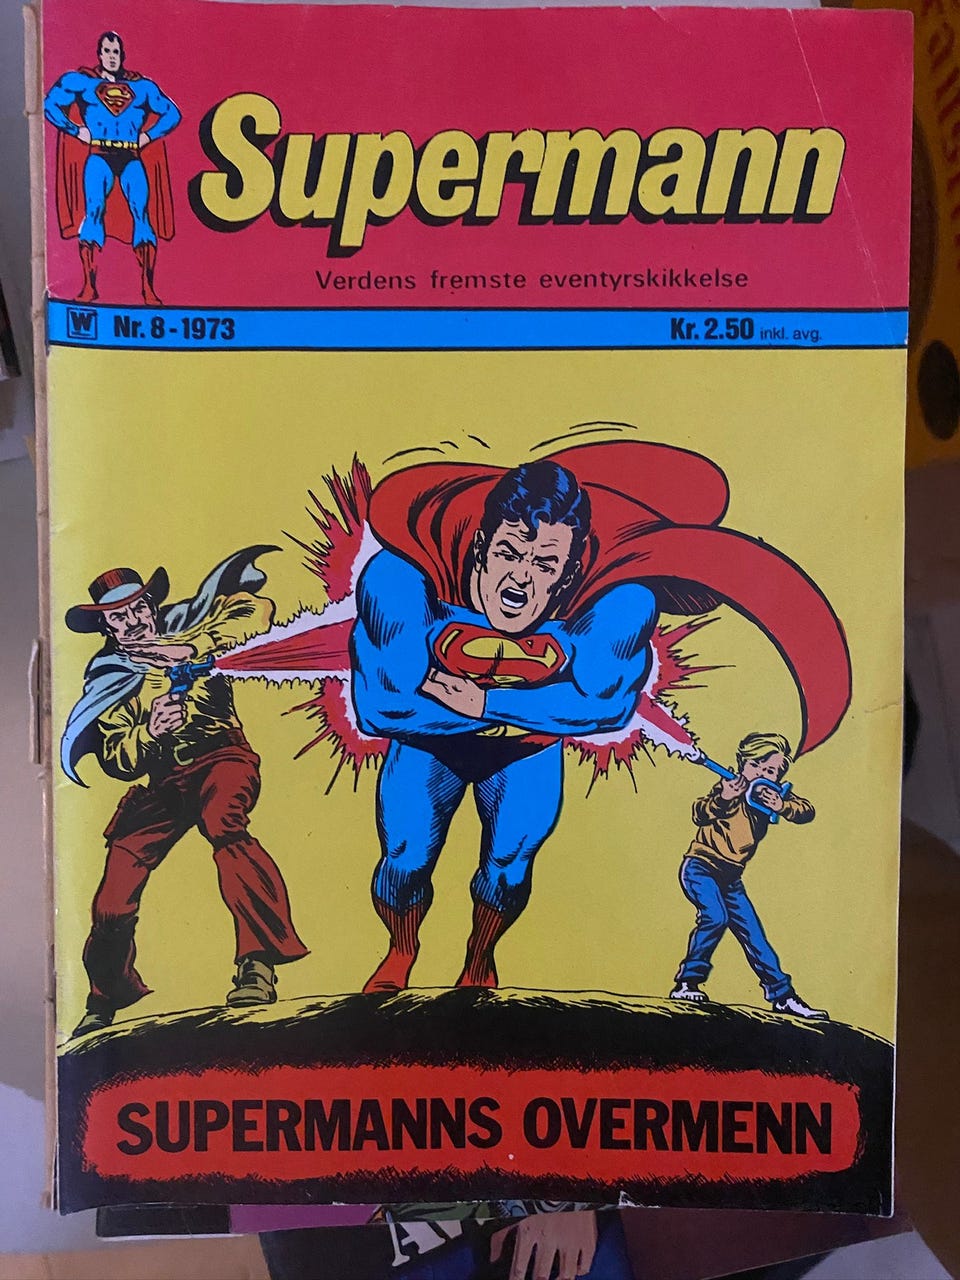 Supermann
Verdens fremste eventyrskikkelse
W Nr. 8-1973 Kr. 2.50 inkl. avg.
SUPERMANNS OVERMENN